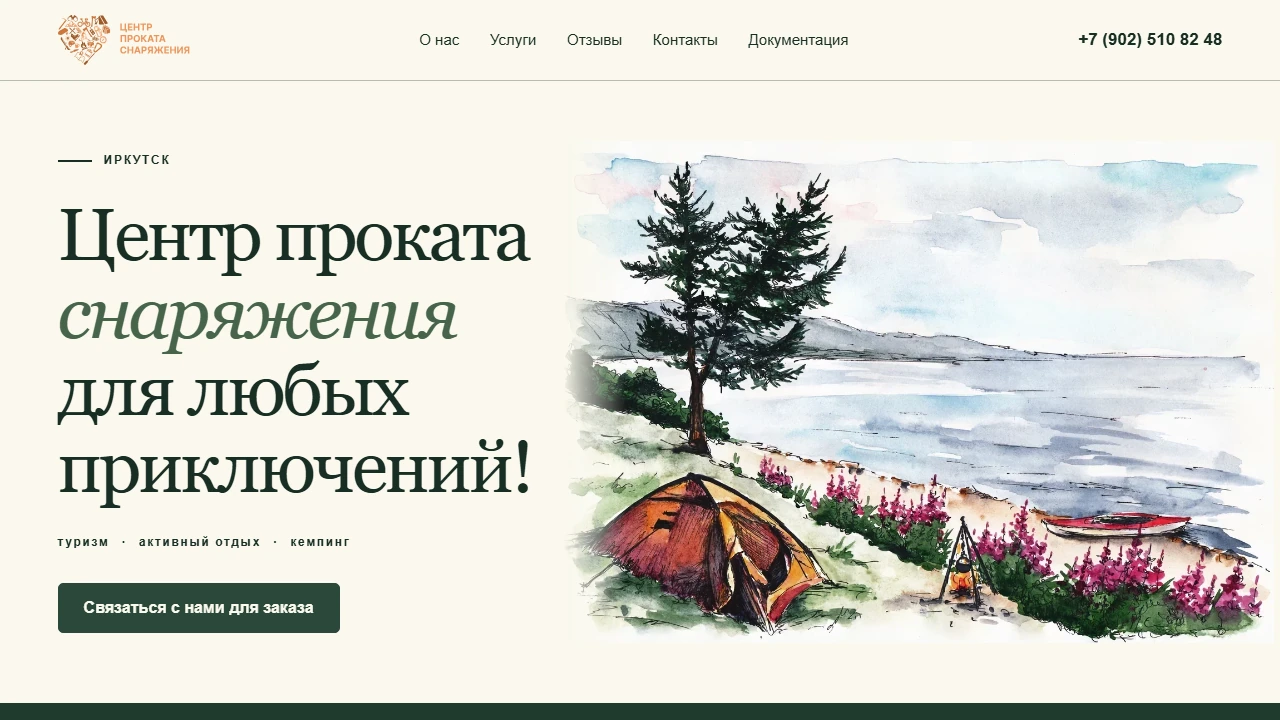 ЦЕНТР
ПРОКАТА
СНАРЯЖЕНИЯ
О нас
Услуги
Отзывы
Контакты
Документация
+7 (902) 510 82 48
ИРКУТСК
Центр проката
снаряжения
для любых
приключений!
туризм · активный отдых · кемпинг
Связаться с нами для заказа